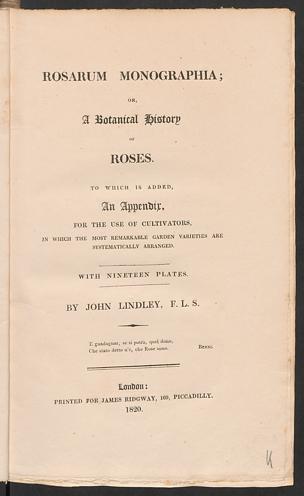 ROSARUM MONOGRAPHIA;
OR,
A Botanical History
OF
ROSES.
TO WHICH IS ADDED,
An Appendix,
FOR THE USE OF CULTIVATORS,
IN WHICH THE MOST REMARKABLE GARDEN VARIETIES ARE
SYSTEMATICALLY ARRANGED.
WITH NINETEEN PLATES.
BY JOHN LINDLEY, F. L. S.
E guadagnar, se si potrà, quel dono,
Che stato detto n'è, che Rose sono. Berni.
London:
PRINTED FOR JAMES RIDGWAY, 169, PICCADILLY.
1820.